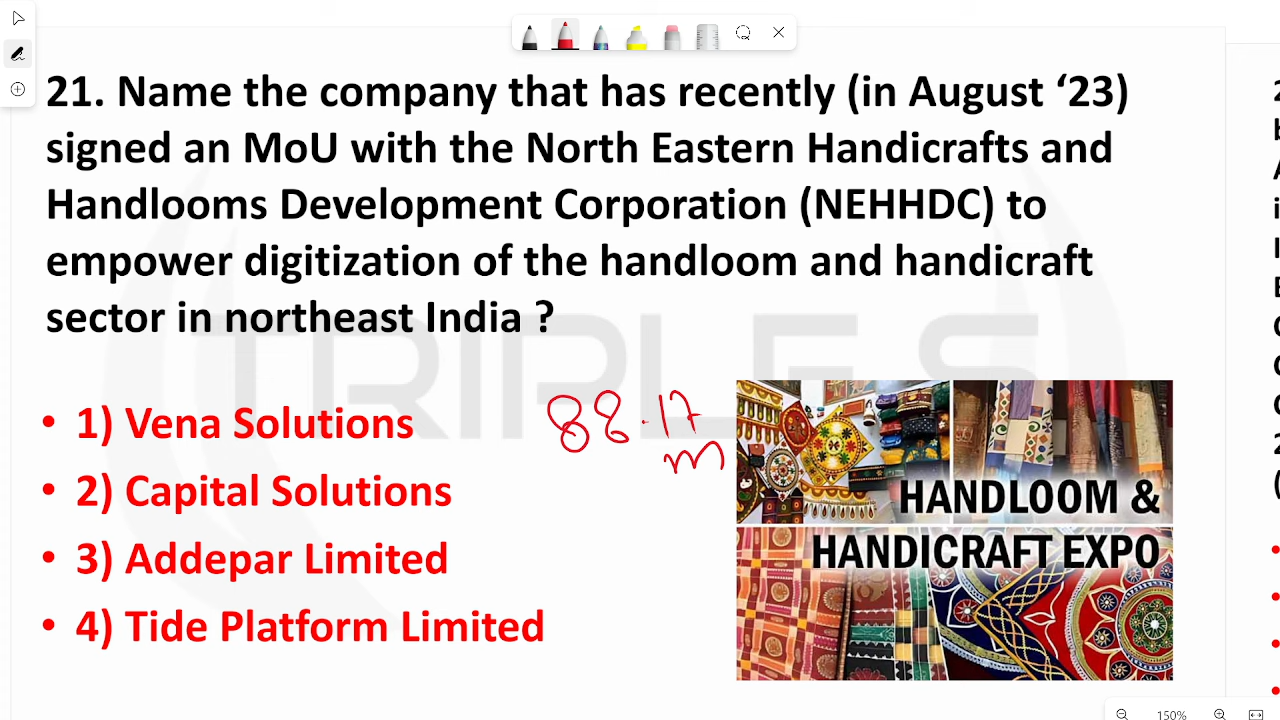 21. Name the company that has recently (in August ‘23)
signed an MoU with the North Eastern Handicrafts and
Handlooms Development Corporation (NEHHDC) to
empower digitization of the handloom and handicraft
sector in northeast India ?
TRIPLE S
• 1) Vena Solutions
• 2) Capital Solutions
• 3) Addepar Limited
• 4) Tide Platform Limited
88.17
m
HANDLOOM &
HANDICRAFT EXPO
150%